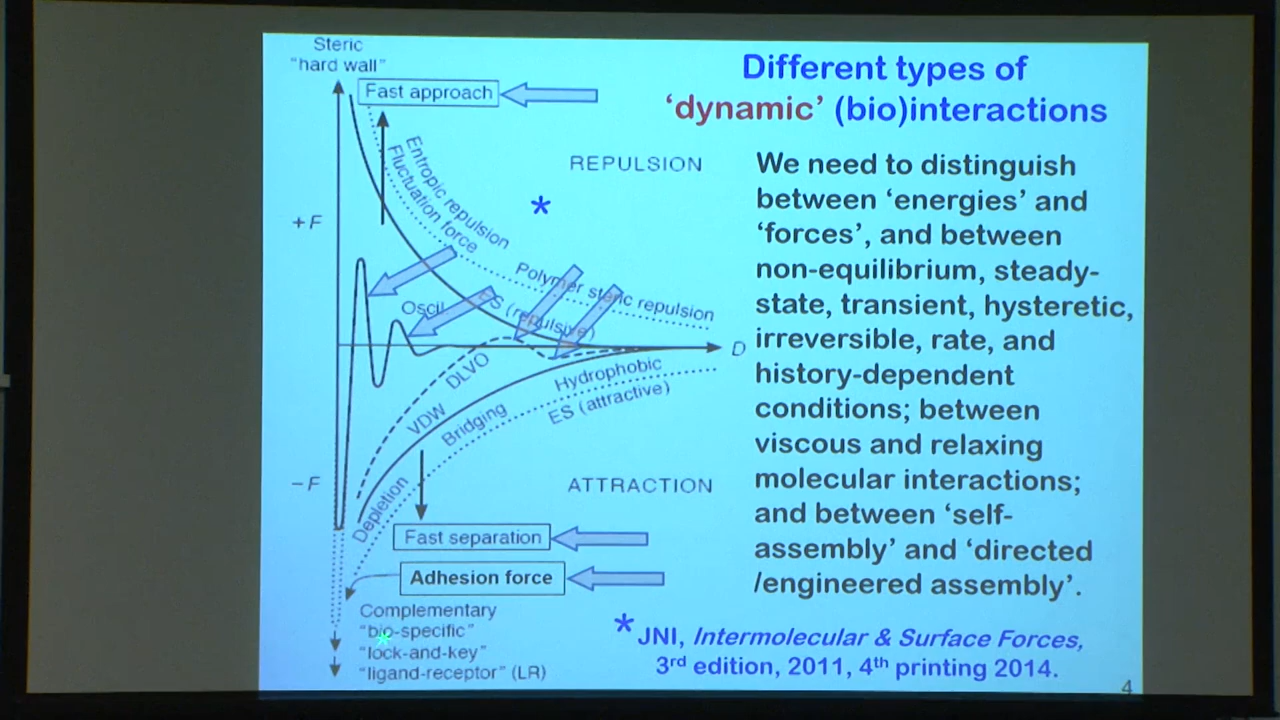 Steric
"hard wall"
Fast approach
Different types of
'dynamic' (bio)interactions
Entropic repulsion
Fluctuation force
REPULSION
*
+F
Polymer steric repulsion
Oscil
ES (repulsive)
D
DLVO
Hydrophobic
VDW
Bridging
ES (attractive)
Depletion
−F
ATTRACTION
Fast separation
Adhesion force
Complementary
"bio-specific"
"lock-and-key"
"ligand-receptor" (LR)
We need to distinguish
between 'energies' and
'forces', and between
non-equilibrium, steady-
state, transient, hysteretic,
irreversible, rate, and
history-dependent
conditions; between
viscous and relaxing
molecular interactions;
and between 'self-
assembly' and 'directed
/engineered assembly'.
*JNI, Intermolecular & Surface Forces,
3rd edition, 2011, 4th printing 2014.
4